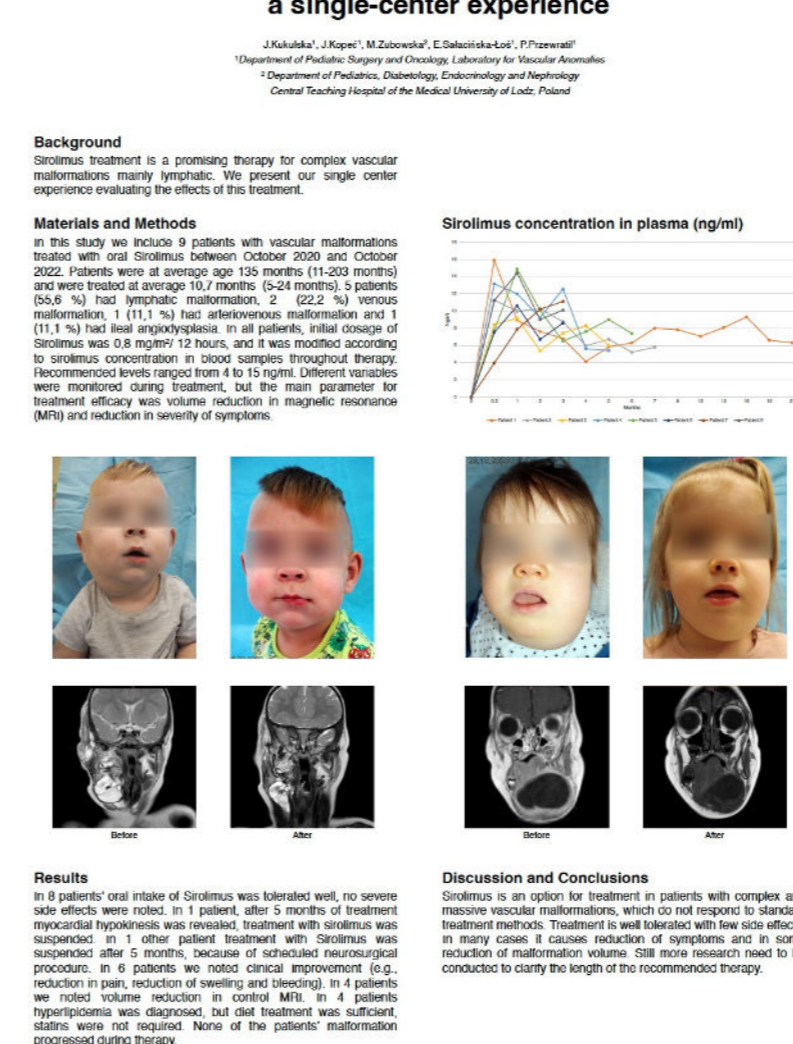 a single-center experience
J.Kukulska¹, J.Kopeć¹, M.Zubowska², E.Sałacińska-Łoś¹, P.Przewratil¹
¹Department of Pediatric Surgery and Oncology, Laboratory for Vascular Anomalies
² Department of Pediatrics, Diabetology, Endocrinology and Nephrology
Central Teaching Hospital of the Medical University of Lodz, Poland
Background
Sirolimus treatment is a promising therapy for complex vascular
malformations mainly lymphatic. We present our single center
experience evaluating the effects of this treatment.
Materials and Methods
In this study we include 9 patients with vascular malformations
treated with oral Sirolimus between October 2020 and October
2022. Patients were at average age 135 months (11-203 months)
and were treated at average 10,7 months (5-24 months). 5 patients
(55,6 %) had lymphatic malformation, 2 (22,2 %) venous
malformation, 1 (11,1 %) had arteriovenous malformation and 1
(11,1 %) had ileal angiodysplasia. In all patients, initial dosage of
Sirolimus was 0,8 mg/m²/ 12 hours, and it was modified according
to sirolimus concentration in blood samples throughout therapy.
Recommended levels ranged from 4 to 15 ng/ml. Different variables
were monitored during treatment, but the main parameter for
treatment efficacy was volume reduction in magnetic resonance
(MRI) and reduction in severity of symptoms.
Sirolimus concentration in plasma (ng/ml)
Months
Patient 1 Patient 2 Patient 3 Patient 4 Patient 5 Patient 6 Patient 7 Patient 8
Before
After
Before
After
Results
In 8 patients' oral intake of Sirolimus was tolerated well, no severe
side effects were noted. In 1 patient, after 5 months of treatment
myocardial hypokinesis was revealed, treatment with sirolimus was
suspended. In 1 other patient treatment with Sirolimus was
suspended after 5 months, because of scheduled neurosurgical
procedure. In 6 patients we noted clinical improvement (e.g.,
reduction in pain, reduction of swelling and bleeding). In 4 patients
we noted volume reduction in control MRI. In 4 patients
hyperlipidemia was diagnosed, but diet treatment was sufficient,
statins were not required. None of the patients' malformation
progressed during therapy.
Discussion and Conclusions
Sirolimus is an option for treatment in patients with complex a
massive vascular malformations, which do not respond to standa
treatment methods. Treatment is well tolerated with few side effec
In many cases it causes reduction of symptoms and in som
reduction of malformation volume. Still more research need to
conducted to clarify the length of the recommended therapy.